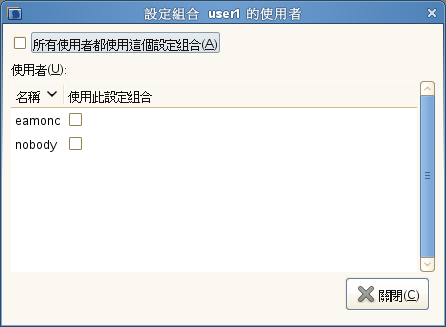 設定組合 user1 的使用者
所有使用者都使用這個設定組合(A)
使用者(U):
名稱 使用此設定組合
eamonc
nobody
關閉(C)